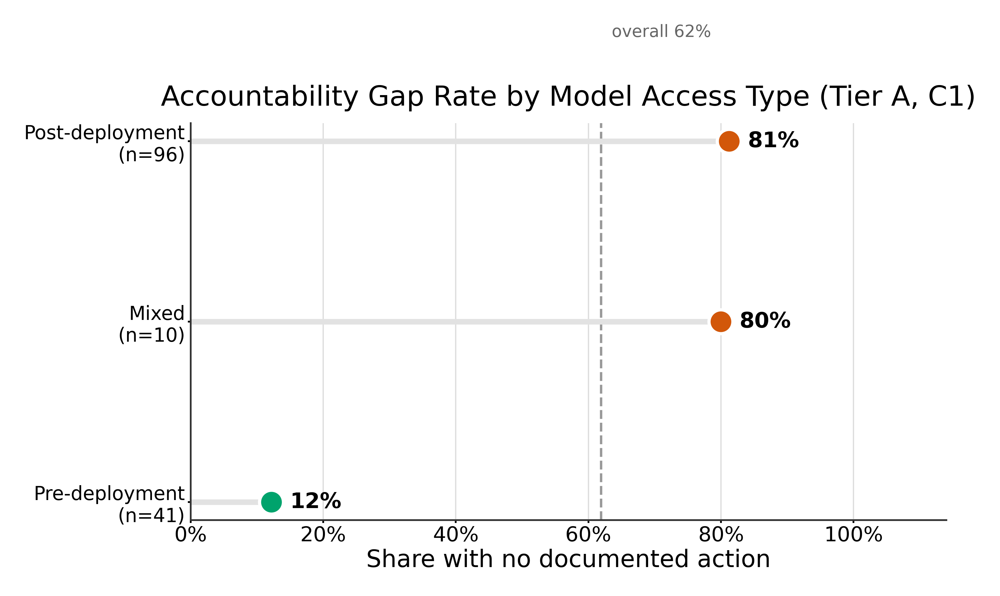 overall 62%
Accountability Gap Rate by Model Access Type (Tier A, C1)
Post-deployment
(n=96)
81%
Mixed
(n=10)
80%
Pre-deployment
(n=41)
12%
0% 20% 40% 60% 80% 100%
Share with no documented action